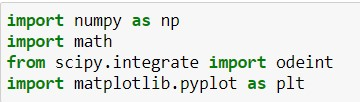 import numpy as np
import math
from scipy.integrate import odeint
import matplotlib.pyplot as plt